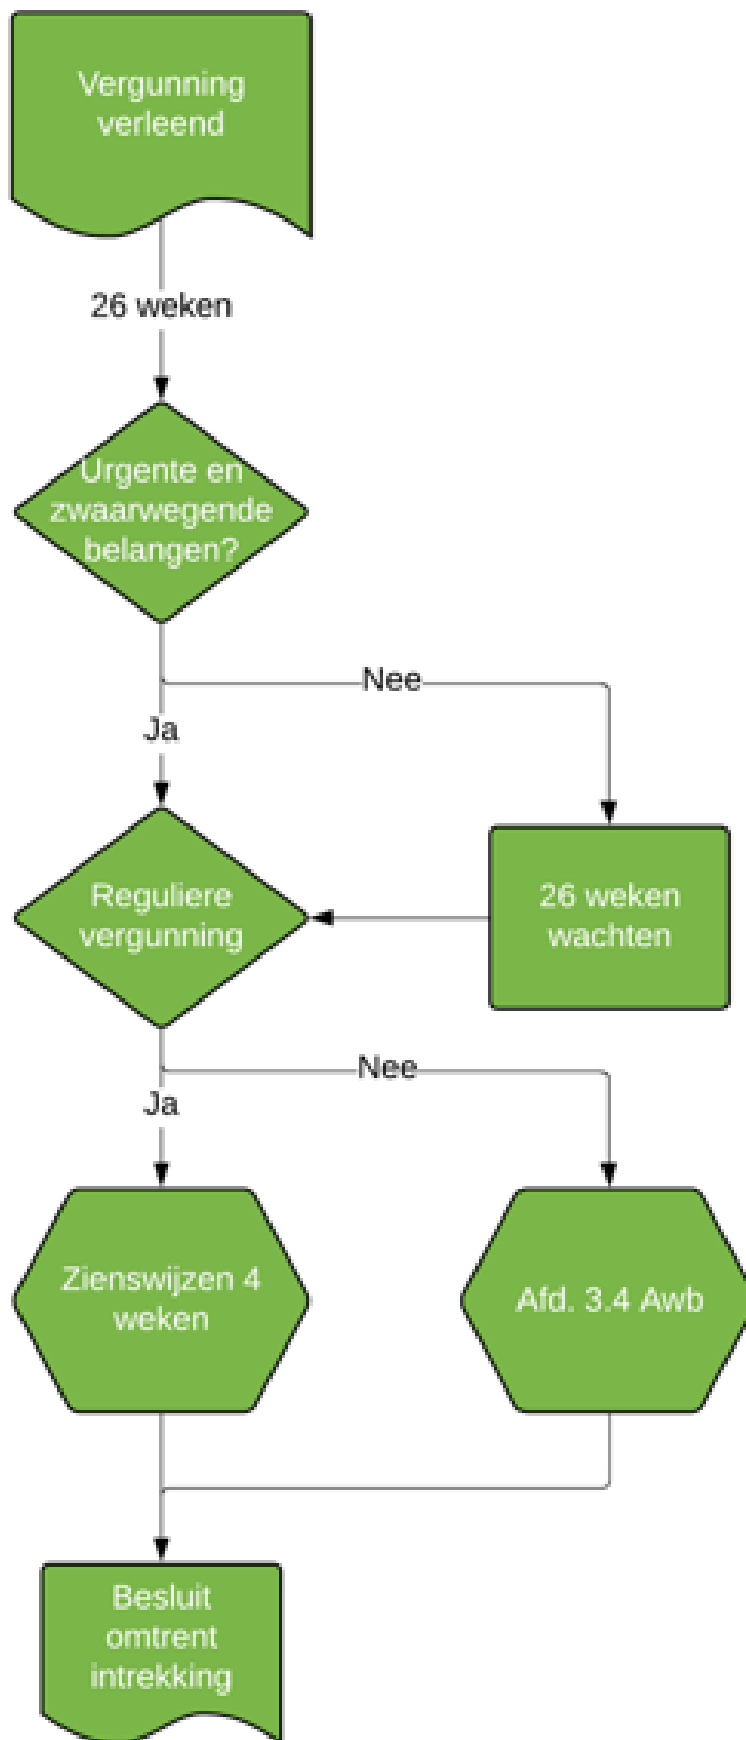 Vergunning
verleend
26 weken
Urgente en
zwaarwegende
belangen?
Nee
Ja
Reguliere
vergunning
26 weken
wachten
Nee
Ja
Zienswijzen 4
weken
Afd. 3.4 Awb
Besluit
omtrent
intrekking